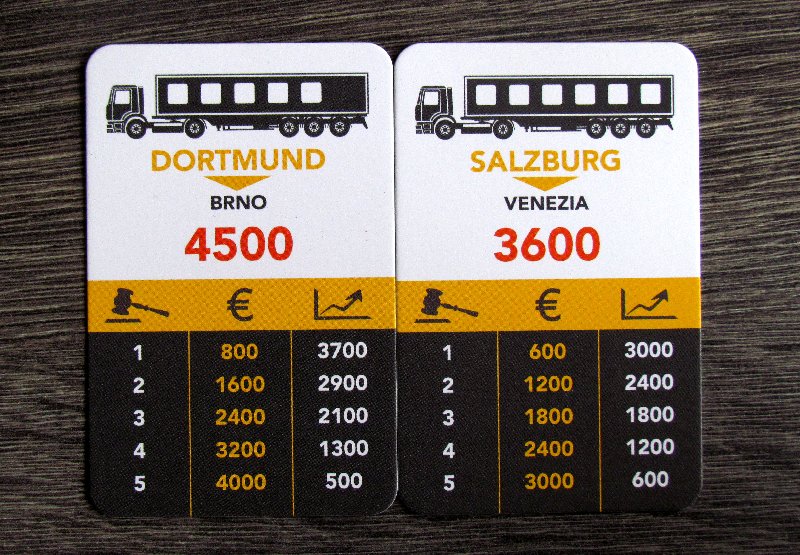 DORTMUND
BRNO
4500
€
1 800 3700
2 1600 2900
3 2400 2100
4 3200 1300
5 4000 500
SALZBURG
VENEZIA
3600
€
1 600 3000
2 1200 2400
3 1800 1800
4 2400 1200
5 3000 600